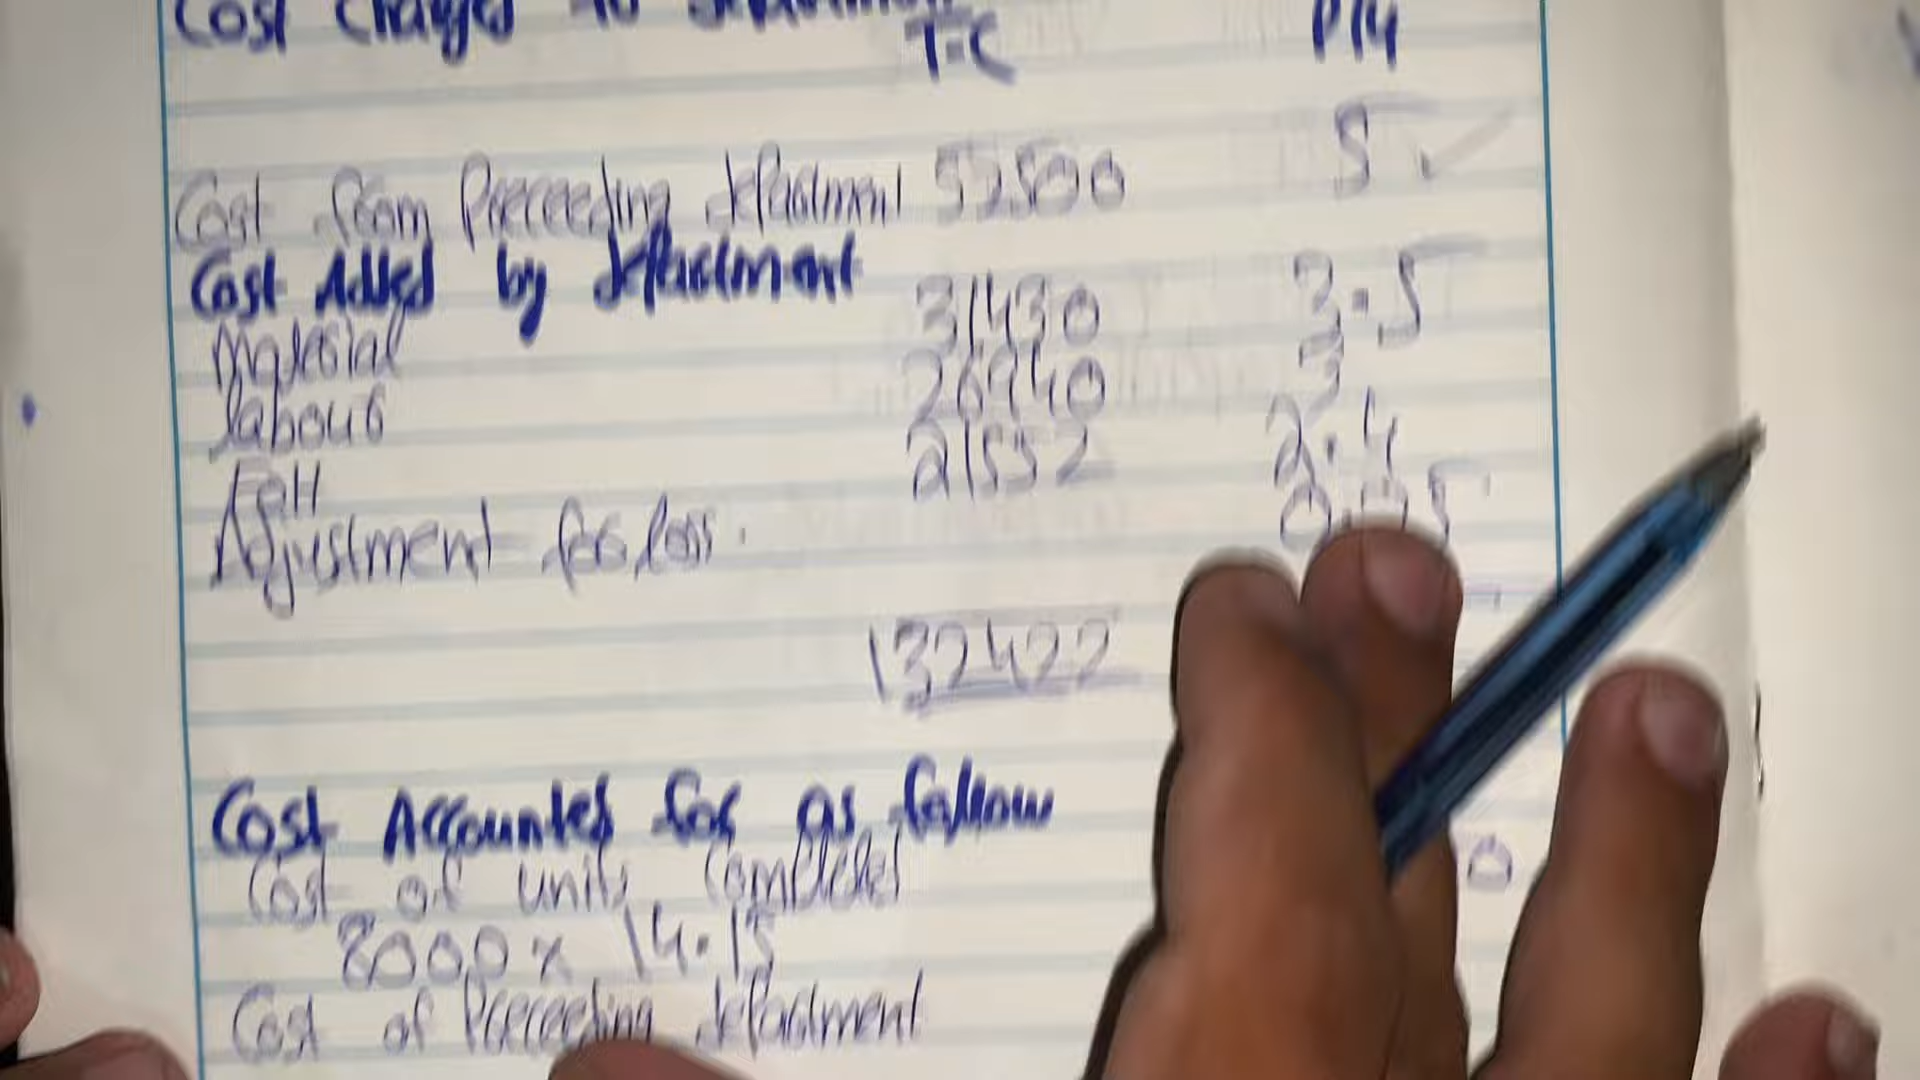 Cost Charged to department
T.C P/U
Cost from Preceeding department 52500 5 ✓
Cost Added by department
Material 31430 3.5
Labour 26940 3
FOH 21552 2.4
Adjustment for loss.
132422
Cost Accounted for as follow
Cost of units Completed
8000 x 14.15
Cost of Preceeding department